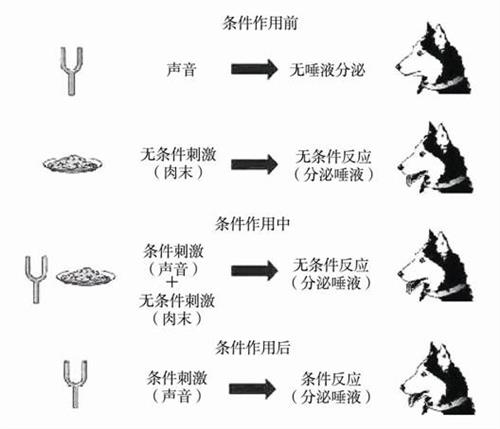 条件作用前
声音 无唾液分泌
无条件刺激 无条件反应
（肉末） （分泌唾液）
条件作用中
条件刺激
（声音） 无条件反应
＋ （分泌唾液）
无条件刺激
（肉末）
条件作用后
条件刺激 条件反应
（声音） （分泌唾液）